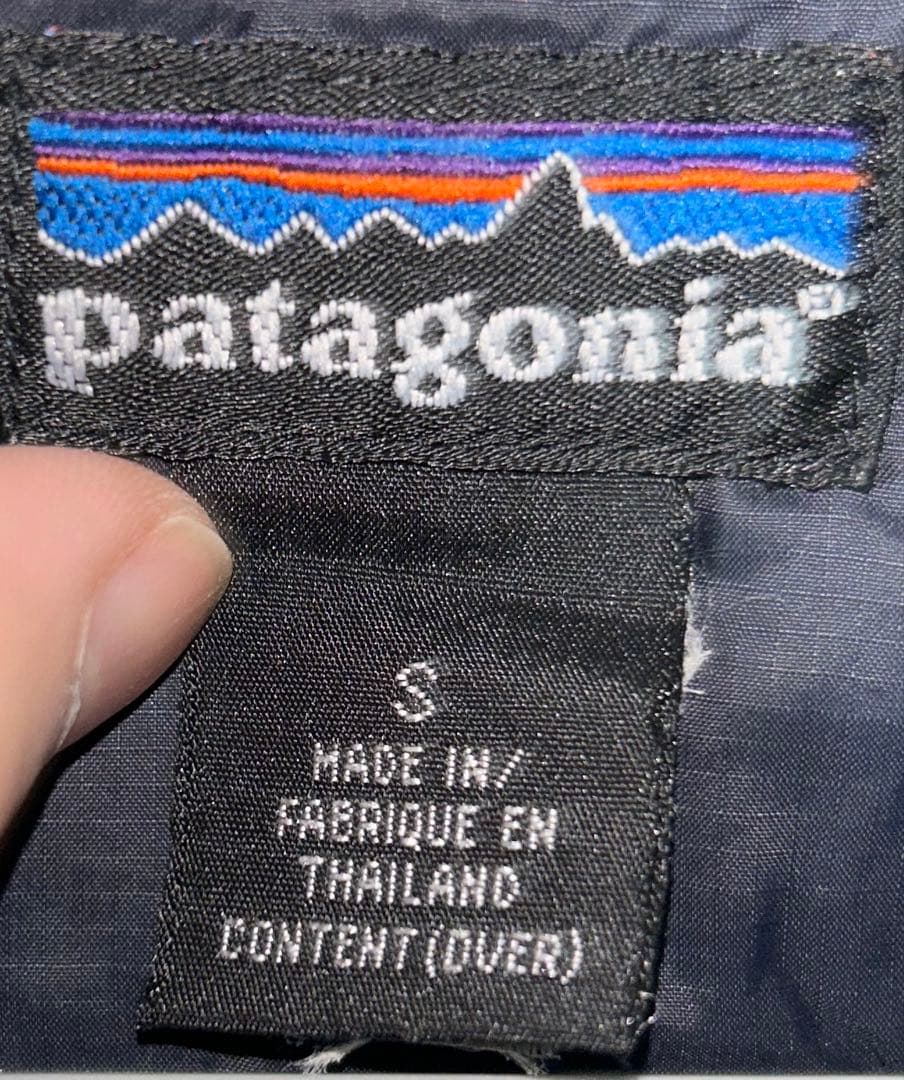 patagonia®
S
MADE IN/
FABRIQUE EN
THAILAND
CONTENT (OVER)